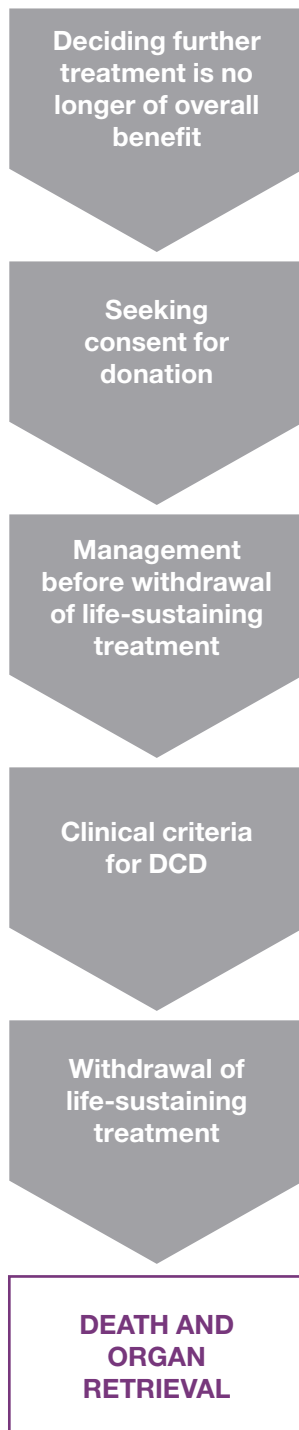 Deciding further
treatment is no
longer of overall
benefit
Seeking
consent for
donation
Management
before withdrawal
of life-sustaining
treatment
Clinical criteria
for DCD
Withdrawal of
life-sustaining
treatment
DEATH AND
ORGAN
RETRIEVAL